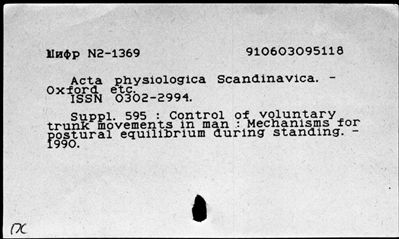 Шифр N2-1369 910603095118
Acta physiologica Scandinavica. -
Oxford etc.
ISSN 0302-2994.
Suppl. 595 : Control of voluntary
trunk movements in man : Mechanisms for
postural equilibrium during standing. -
1990.